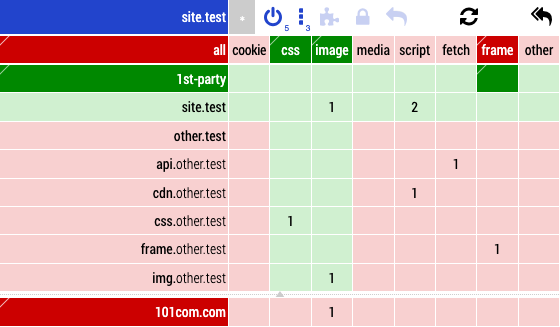 site.test * 5 3
all cookie css image media script fetch frame other
1st-party
site.test 1 2
other.test
api.other.test 1
cdn.other.test 1
css.other.test 1
frame.other.test 1
img.other.test 1
101com.com 1